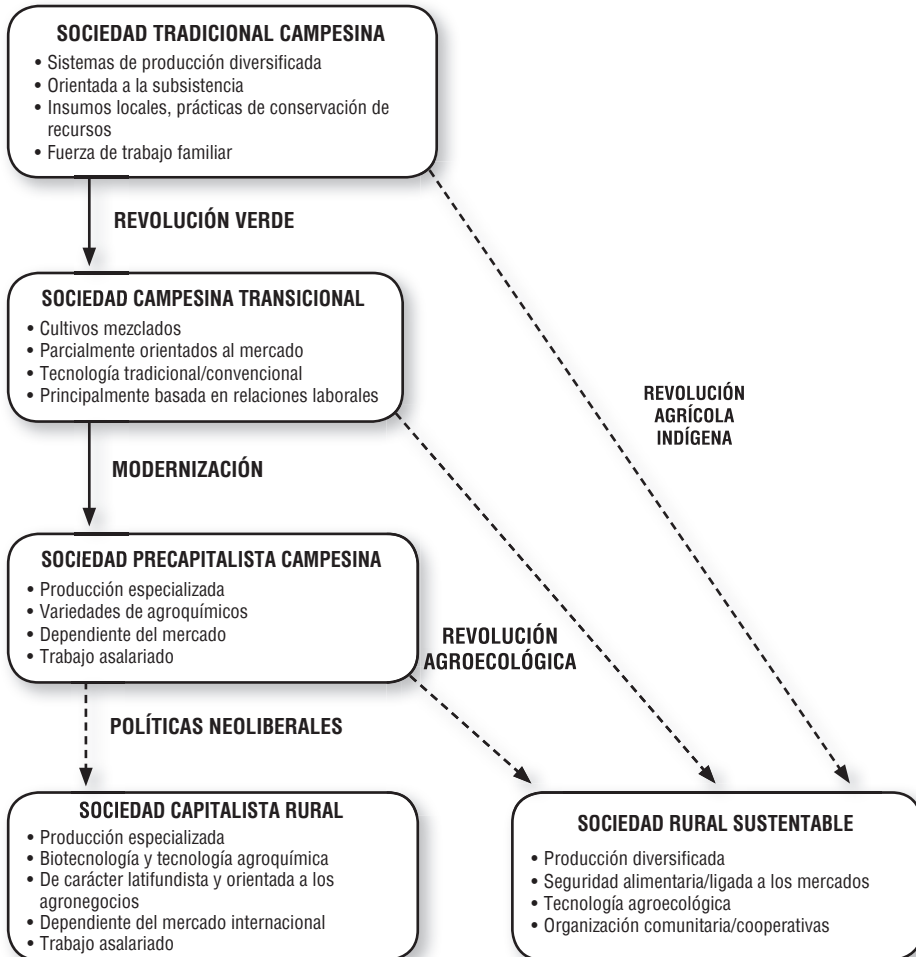 SOCIEDAD TRADICIONAL CAMPESINA
• Sistemas de producción diversificada
• Orientada a la subsistencia
• Insumos locales, prácticas de conservación de
recursos
• Fuerza de trabajo familiar
REVOLUCIÓN VERDE
SOCIEDAD CAMPESINA TRANSICIONAL
• Cultivos mezclados
• Parcialmente orientados al mercado
• Tecnología tradicional/convencional
• Principalmente basada en relaciones laborales
REVOLUCIÓN
AGRÍCOLA
INDÍGENA
MODERNIZACIÓN
SOCIEDAD PRECAPITALISTA CAMPESINA
• Producción especializada
• Variedades de agroquímicos
• Dependiente del mercado
• Trabajo asalariado
REVOLUCIÓN
AGROECOLÓGICA
POLÍTICAS NEOLIBERALES
SOCIEDAD CAPITALISTA RURAL
• Producción especializada
• Biotecnología y tecnología agroquímica
• De carácter latifundista y orientada a los
agronegocios
• Dependiente del mercado internacional
• Trabajo asalariado
SOCIEDAD RURAL SUSTENTABLE
• Producción diversificada
• Seguridad alimentaria/ligada a los mercados
• Tecnología agroecológica
• Organización comunitaria/cooperativas